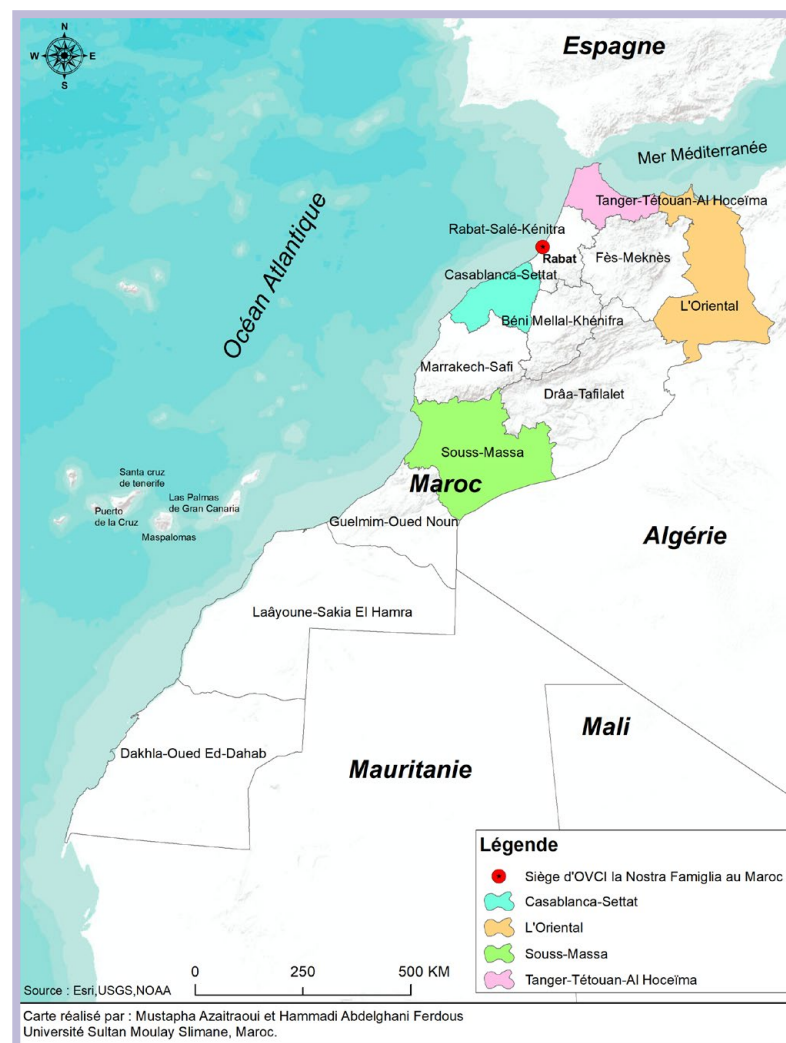 N
W
E
S
Espagne
Mer Méditerranée
Océan Atlantique
Tanger-Tétouan-Al Hoceïma
Rabat-Salé-Kénitra
Rabat
Fès-Meknès
Casablanca-Settat
L'Oriental
Béni Mellal-Khénifra
Marrakech-Safi
Drâa-Tafilalet
Souss-Massa
Maroc
Santa cruz
de tenerife
Puerto
de la Cruz
Las Palmas
de Gran Canaria
Maspalomas
Guelmim-Oued Noun
Algérie
Laâyoune-Sakia El Hamra
Mali
Dakhla-Oued Ed-Dahab
Mauritanie
Légende
Siège d'OVCI la Nostra Famiglia au Maroc
Casablanca-Settat
L'Oriental
Souss-Massa
Tanger-Tétouan-Al Hoceïma
0 250 500 KM
Source : Esri,USGS,NOAA
Carte réalisé par : Mustapha Azaitraoui et Hammadi Abdelghani Ferdous
Université Sultan Moulay Slimane, Maroc.